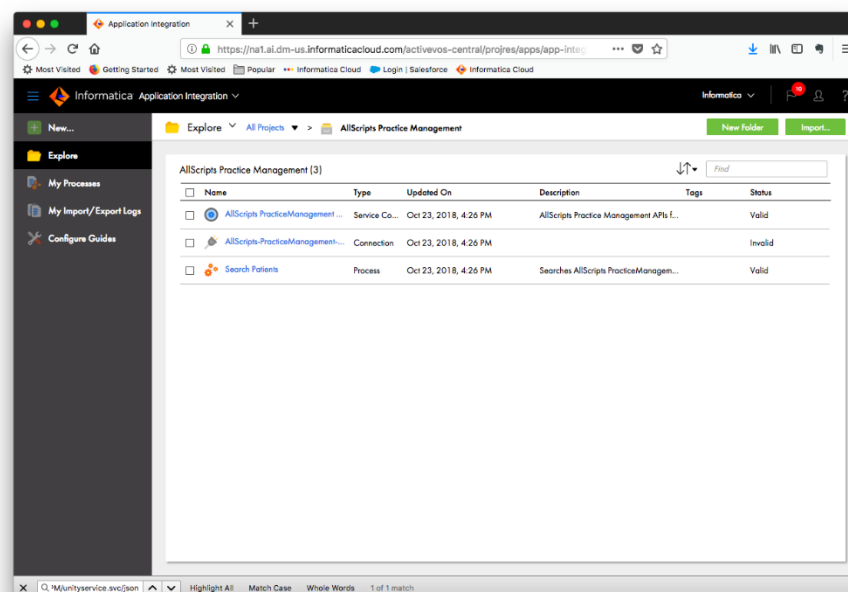 Application Integration
https://na1.ai.dm-us.informaticacloud.com/activevos-central/projres/apps/app-integ
Most Visited Getting Started Most Visited Popular Informatica Cloud Login | Salesforce Informatica Cloud
Informatica Application Integration Informatica 10 ?
New... Explore All Projects > AllScripts Practice Management New Folder Import...
Explore
My Processes
My Import/Export Logs
Configure Guides
AllScripts Practice Management (3) Find
Name Type Updated On Description Tags Status
AllScripts PracticeManagement ... Service Co... Oct 23, 2018, 4:26 PM AllScripts Practice Management APIs f... Valid
AllScripts-PracticeManagement-... Connection Oct 23, 2018, 4:26 PM Invalid
Search Patients Process Oct 23, 2018, 4:26 PM Searches AllScripts PracticeManagem... Valid
M/unityservice.svc/json Highlight All Match Case Whole Words 1 of 1 match